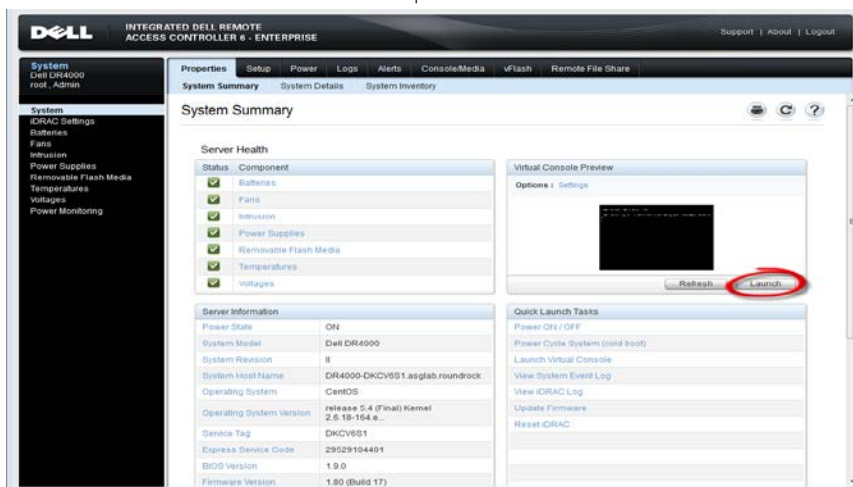 DELL
INTEGRATED DELL REMOTE
ACCESS CONTROLLER 6 - ENTERPRISE
Support | About | Logout
System
Dell DR4000
root , Admin
Properties Setup Power Logs Alerts Console/Media vFlash Remote File Share
System Summary System Details System Inventory
System
iDRAC Settings
Batteries
Fans
Intrusion
Power Supplies
Removable Flash Media
Temperatures
Voltages
Power Monitoring
System Summary
Server Health
Status Component
Batteries
Fans
Intrusion
Power Supplies
Removable Flash Media
Temperatures
Voltages
Virtual Console Preview
Options : Settings
Refresh Launch
Server Information
Power State ON
System Model Dell DR4000
System Revision II
System Host Name DR4000-DKCV6S1.asglab.roundrock
Operating System CentOS
Operating System Version release 5.4 (Final) Kernel
2.6.18-164.e...
Service Tag DKCV6S1
Express Service Code 29529104401
BIOS Version 1.9.0
Firmware Version 1.80 (Build 17)
Quick Launch Tasks
Power ON / OFF
Power Cycle System (cold boot)
Launch Virtual Console
View System Event Log
View iDRAC Log
Update Firmware
Reset iDRAC